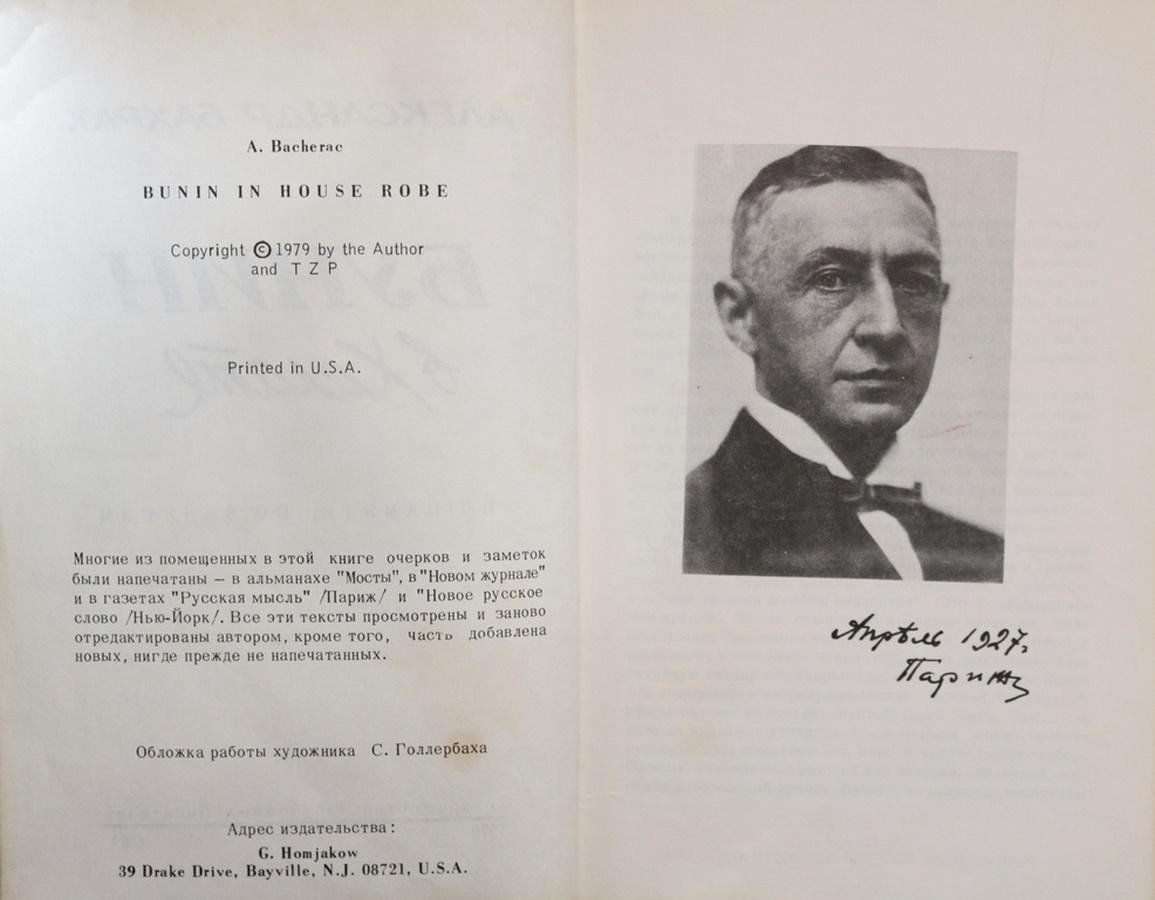 A. Bacherac
BUNIN IN HOUSE ROBE
Copyright © 1979 by the Author
and T Z P
Printed in U.S.A.
Многие из помещенных в этой книге очерков и заметок
были напечатаны – в альманахе "Мосты", в "Новом журнале"
и в газетах "Русская мысль" /Париж/ и "Новое русское
слово /Нью-Йорк/. Все эти тексты просмотрены и заново
отредактированы автором, кроме того, часть добавлена
новых, нигде прежде не напечатанных.
Обложка работы художника С. Голлербаха
Адрес издательства:
G. Homjakow
39 Drake Drive, Bayville, N.J. 08721, U.S.A.
Апрѣль 1927.
Парижъ